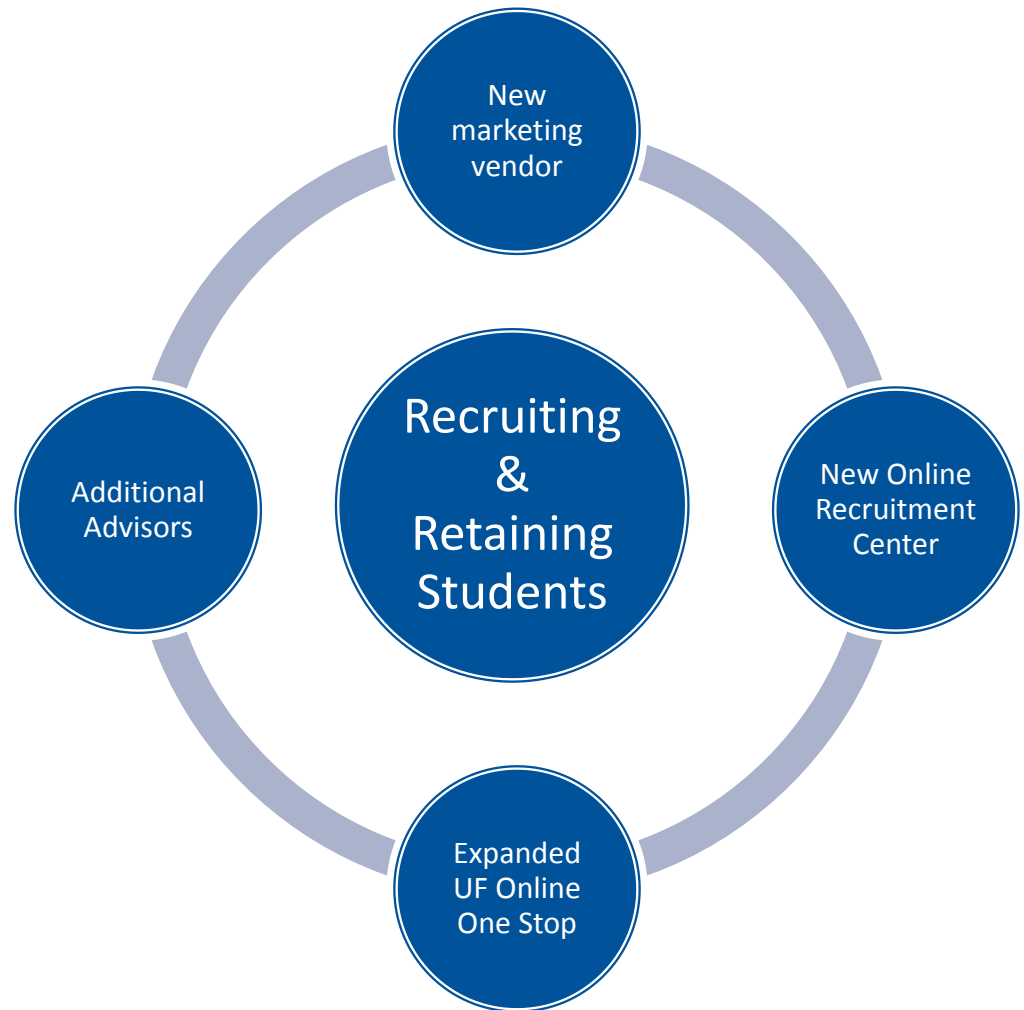 New
marketing
vendor
Recruiting
&
Retaining
Students
Additional
Advisors
New Online
Recruitment
Center
Expanded
UF Online
One Stop